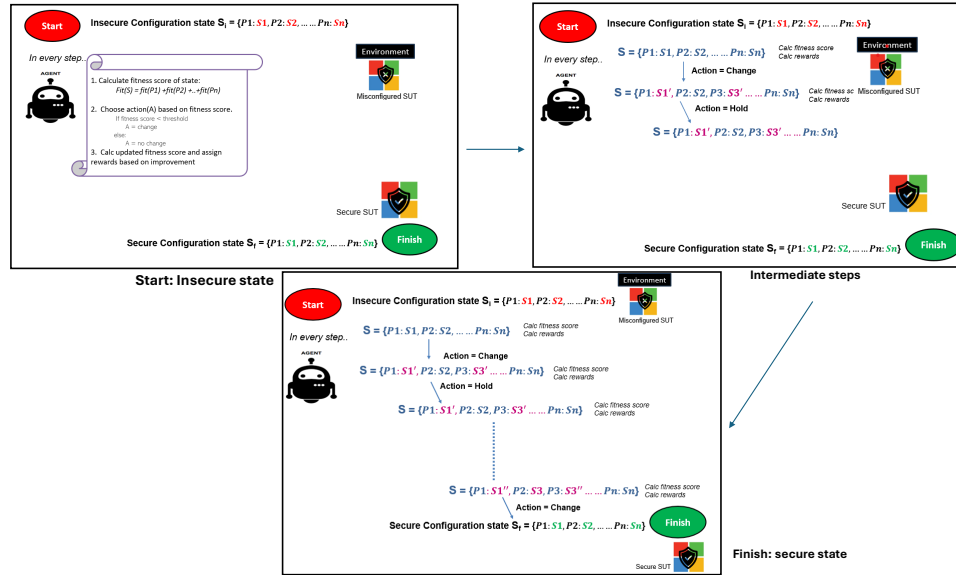 Start
Insecure Configuration state Si = {P1: S1, P2: S2, ... ... Pn: Sn}
In every step..
AGENT
Environment
Misconfigured SUT
1. Calculate fitness score of state:
Fit(S) = fit(P1) +fit(P2) +..+fit(Pn)
2. Choose action(A) based on fitness score.
If fitness score < threshold
A = change
else:
A = no change
3. Calc updated fitness score and assign
rewards based on improvement
Secure SUT
Secure Configuration state Sf = {P1: S1, P2: S2, ... ... Pn: Sn}
Finish
Start: Insecure state
Start
Insecure Configuration state Si = {P1: S1, P2: S2, ... ... Pn: Sn}
In every step..
AGENT
Environment
Misconfigured SUT
S = {P1: S1, P2: S2, ... ... Pn: Sn}
Calc fitness score
Calc rewards
Action = Change
S = {P1: S1′, P2: S2, P3: S3′ ... ... Pn: Sn}
Calc fitness sc
Calc rewards
Action = Hold
S = {P1: S1′, P2: S2, P3: S3′ ... ... Pn: Sn}
Secure SUT
Secure Configuration state Sf = {P1: S1, P2: S2, ... ... Pn: Sn}
Finish
Intermediate steps
Start
Insecure Configuration state Si = {P1: S1, P2: S2, ... ... Pn: Sn}
Environment
Misconfigured SUT
In every step..
AGENT
S = {P1: S1, P2: S2, ... ... Pn: Sn}
Calc fitness score
Calc rewards
Action = Change
S = {P1: S1′, P2: S2, P3: S3′ ... ... Pn: Sn}
Calc fitness score
Calc rewards
Action = Hold
S = {P1: S1′, P2: S2, P3: S3′ ... ... Pn: Sn}
Calc fitness score
Calc rewards
S = {P1: S1′′, P2: S3, P3: S3′′ ... ... Pn: Sn}
Calc fitness score
Calc rewards
Action = Change
Secure Configuration state Sf = {P1: S1, P2: S2, ... ... Pn: Sn}
Finish
Secure SUT
Finish: secure state